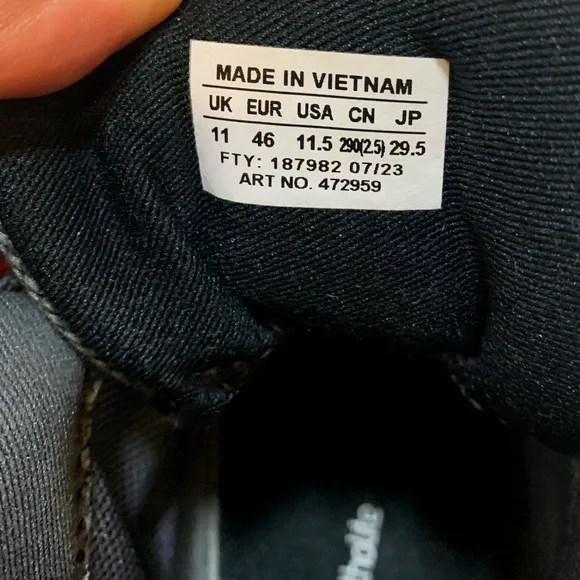 MADE IN VIETNAM
UK EUR USA CN JP
11 46 11.5 290(2.5) 29.5
FTY: 187982 07/23
ART NO. 472959